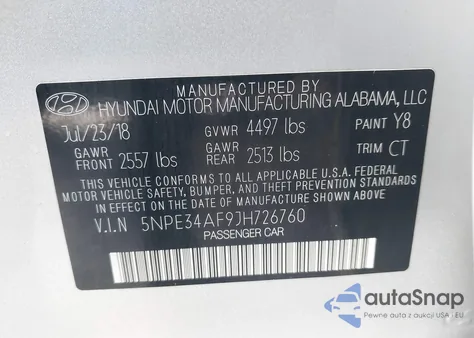 MANUFACTURED BY
HYUNDAI MOTOR MANUFACTURING ALABAMA, LLC
Jul/23/18 GVWR 4497 lbs PAINT Y8
GAWR FRONT 2557 lbs GAWR REAR 2513 lbs TRIM CT
THIS VEHICLE CONFORMS TO ALL APPLICABLE U.S. FEDERAL
MOTOR VEHICLE SAFETY, BUMPER, AND THEFT PREVENTION STANDARDS
IN EFFECT ON THE DATE OF MANUFACTURE SHOWN ABOVE
V.I.N 5NPE34AF9JH726760
PASSENGER CAR
autoSnap
Pewne auta z aukcji USA i EU